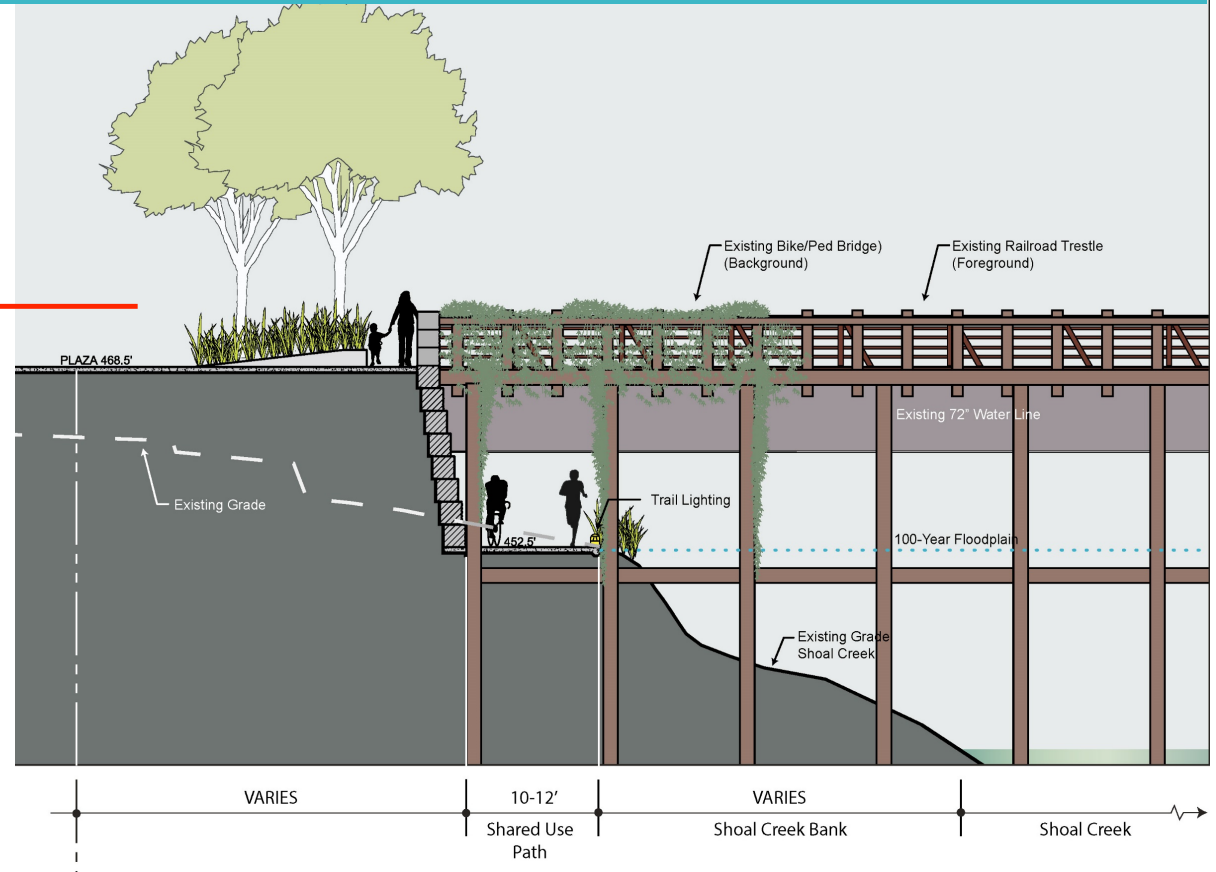 Existing Bike/Ped Bridge)
(Background)
Existing Railroad Trestle
(Foreground)
PLAZA 468.5'
Existing 72" Water Line
Existing Grade
Trail Lighting
452.5'
100-Year Floodplain
Existing Grade
Shoal Creek
VARIES
10-12'
VARIES
Shared Use
Path
Shoal Creek Bank
Shoal Creek